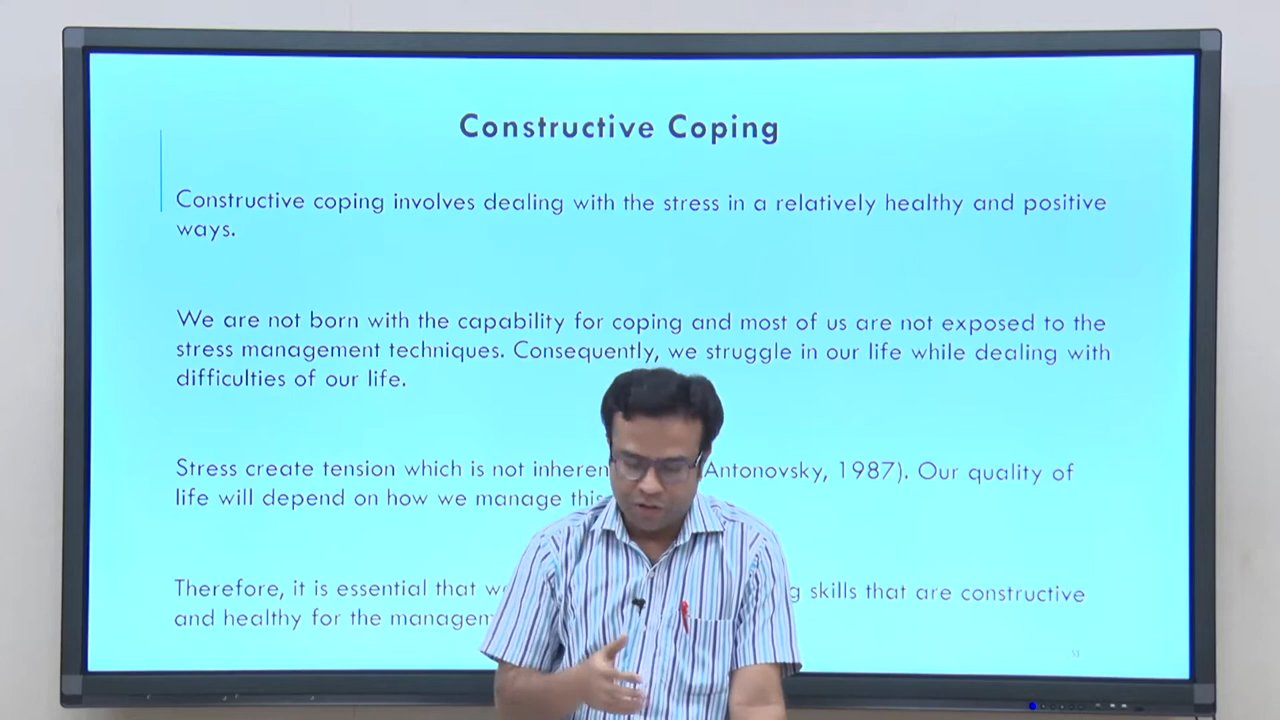 Constructive Coping
Constructive coping involves dealing with the stress in a relatively healthy and positive
ways.
We are not born with the capability for coping and most of us are not exposed to the
stress management techniques. Consequently, we struggle in our life while dealing with
difficulties of our life.
Stress create tension which is not Antonovsky, 1987). Our quality of
life will depend on how we manage this
Therefore, it is essential that skills that are constructive
and healthy for the